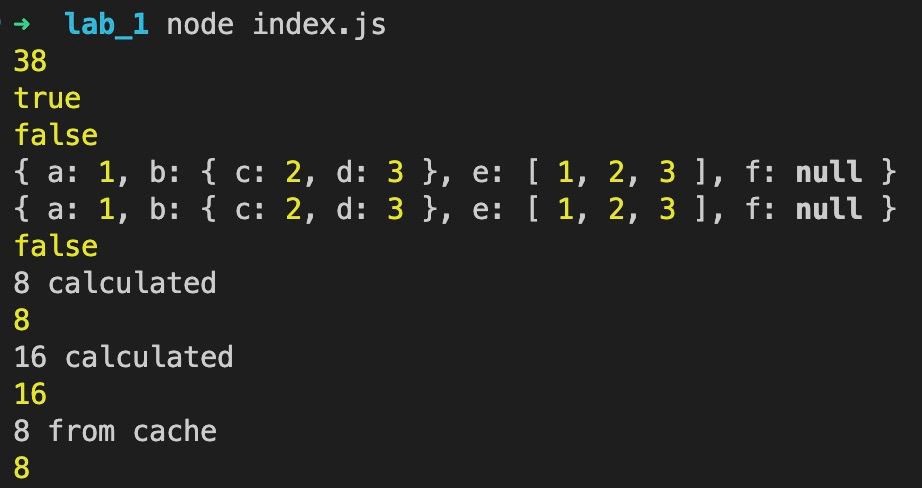 ➜ lab_1 node index.js
38
true
false
{ a: 1, b: { c: 2, d: 3 }, e: [ 1, 2, 3 ], f: null }
{ a: 1, b: { c: 2, d: 3 }, e: [ 1, 2, 3 ], f: null }
false
8 calculated
8
16 calculated
16
8 from cache
8